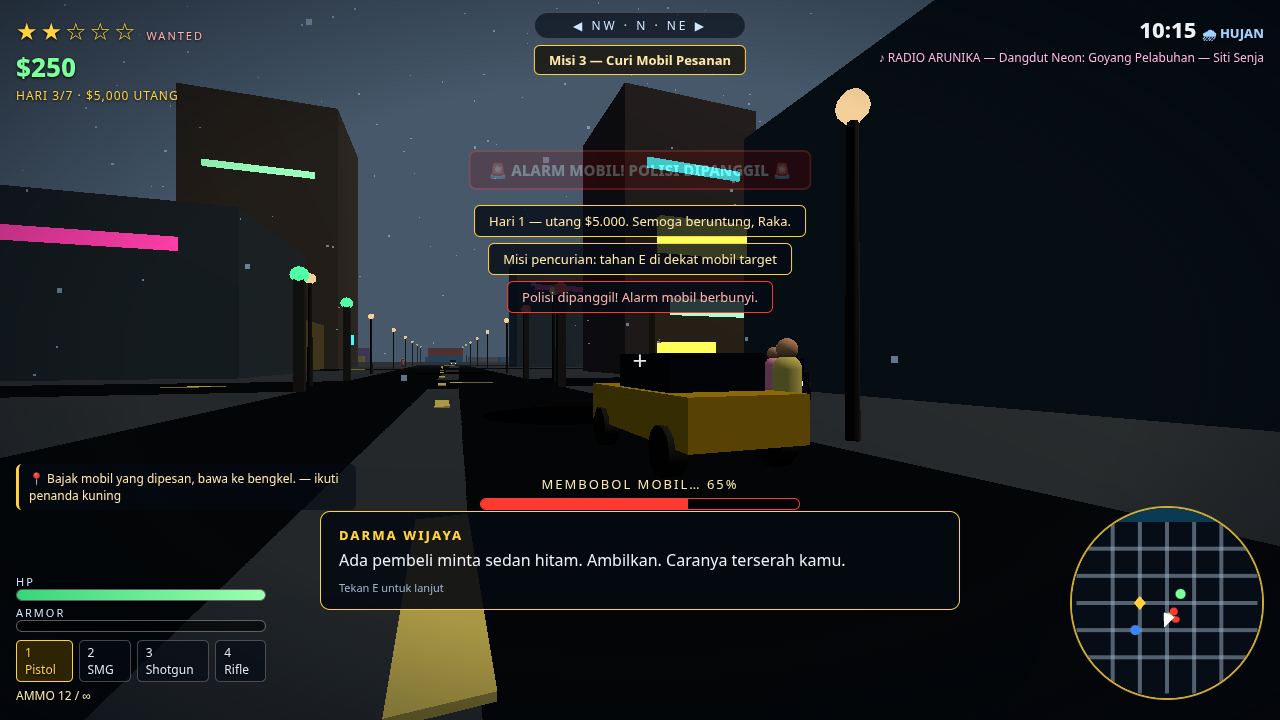 ★★☆☆☆ WANTED
$250
HARI 3/7 · $5,000 UTANG
◀ NW · N · NE ▶
Misi 3 — Curi Mobil Pesanan
10:15 🌧 HUJAN
♪ RADIO ARUNIKA — Dangdut Neon: Goyang Pelabuhan — Siti Senja
🚨 ALARM MOBIL! POLISI DIPANGGIL 🚨
Hari 1 — utang $5.000. Semoga beruntung, Raka.
Misi pencurian: tahan E di dekat mobil target
Polisi dipanggil! Alarm mobil berbunyi.
📍 Bajak mobil yang dipesan, bawa ke bengkel. — ikuti
penanda kuning
MEMBOBOL MOBIL… 65%
DARMA WIJAYA
Ada pembeli minta sedan hitam. Ambilkan. Caranya terserah kamu.
Tekan E untuk lanjut
HP
ARMOR
1 Pistol
2 SMG
3 Shotgun
4 Rifle
AMMO 12 / ∞